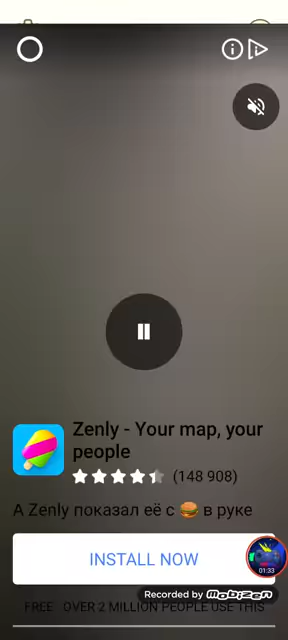 Zenly - Your map, your
people
(148 908)
А Zenly показал её с 🍔 в руке
INSTALL NOW
01:33
Recorded by mobizen
FREE OVER 2 MILLION PEOPLE USE THIS